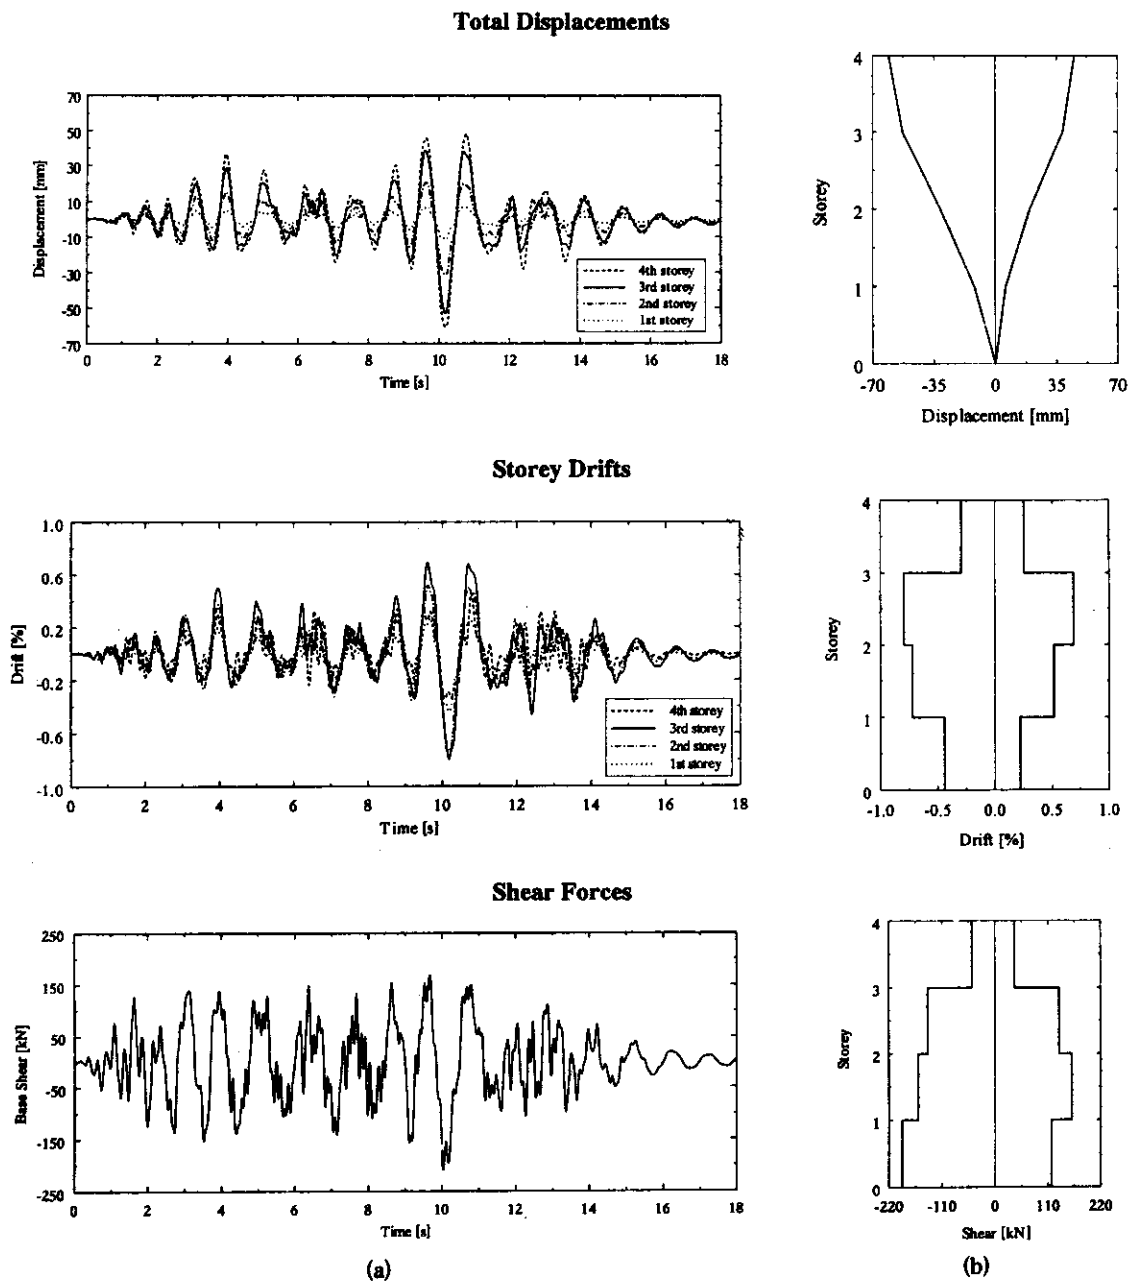 Total Displacements
70
50
30
10
-10
-30
-50
-70
Displacement [mm]
4th storey
3rd storey
2nd storey
1st storey
0 2 4 6 8 10 12 14 16 18
Time [s]
4
3
2
1
0
Storey
-70 -35 0 35 70
Displacement [mm]
Storey Drifts
1.0
0.6
0.2
-0.2
-0.6
-1.0
Drift [%]
4th storey
3rd storey
2nd storey
1st storey
0 2 4 6 8 10 12 14 16 18
Time [s]
4
3
2
1
0
Storey
-1.0 -0.5 0.0 0.5 1.0
Drift [%]
Shear Forces
250
150
50
-50
-150
-250
Base Shear [kN]
0 2 4 6 8 10 12 14 16 18
Time [s]
(a)
4
3
2
1
0
Storey
-220 -110 0 110 220
Shear [kN]
(b)